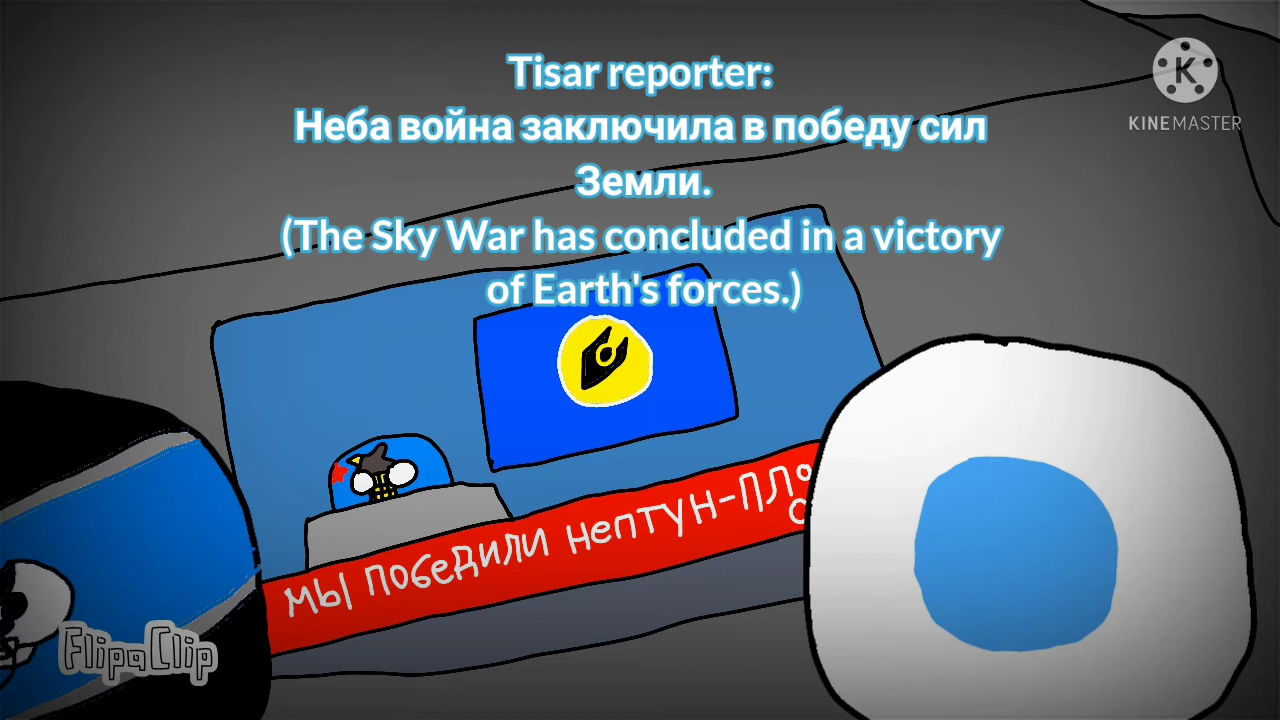 Tisar reporter:
Неба война заключила в победу сил
Земли.
(The Sky War has concluded in a victory
of Earth's forces.)
K
KINEMASTER
мы победили нептун-пл
FlipaClip